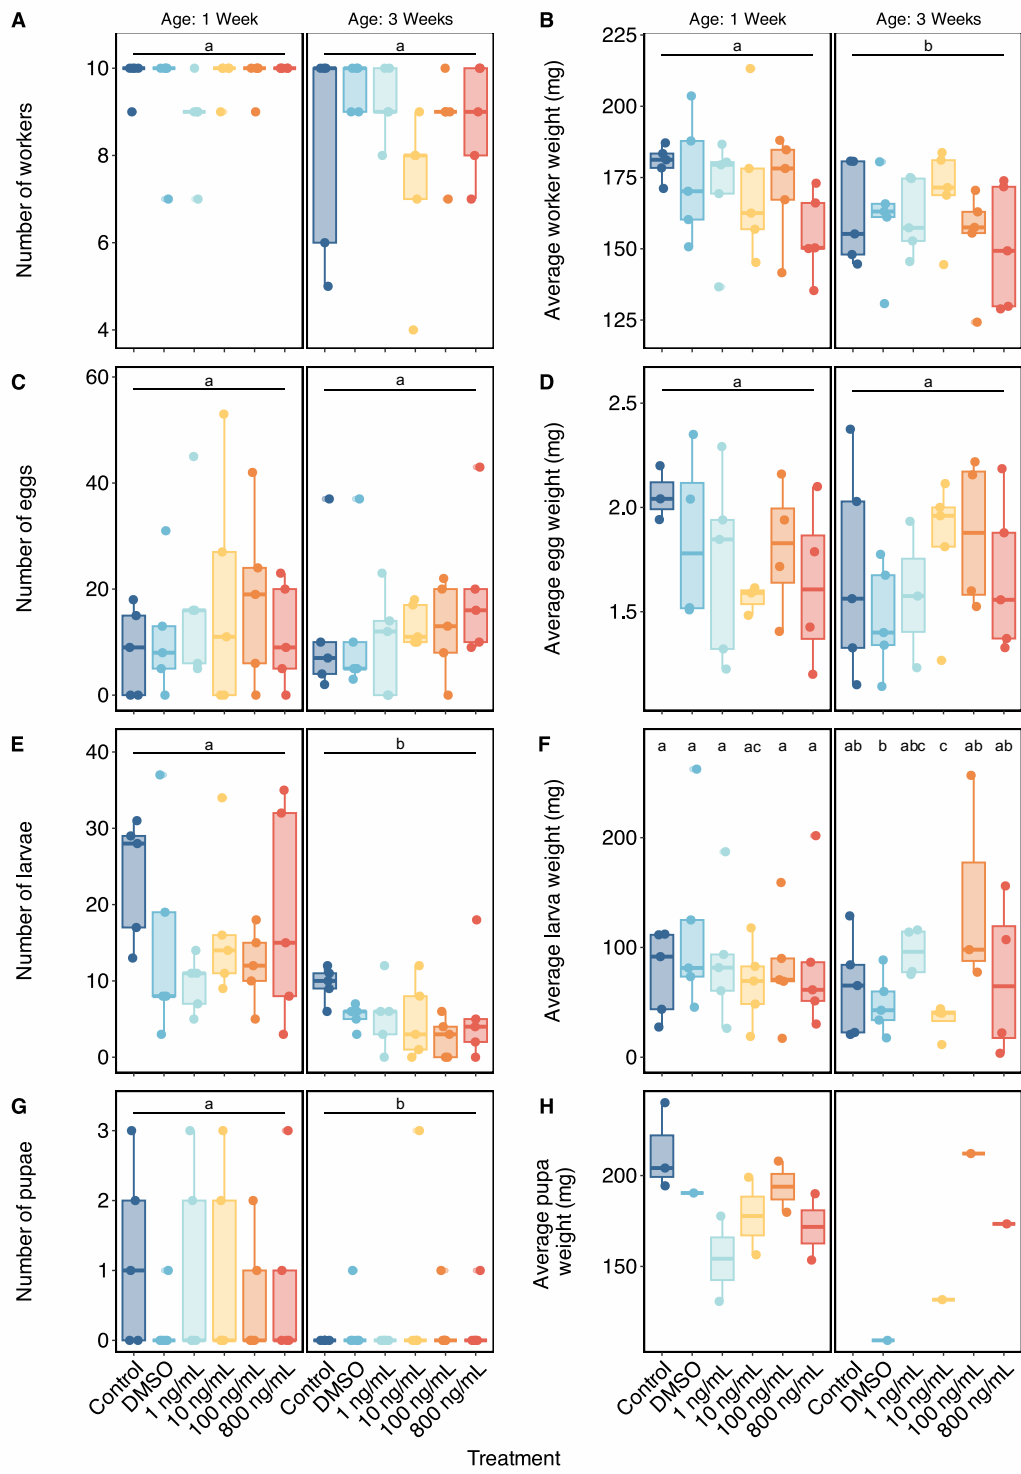 A
Age: 1 Week
Age: 3 Weeks
a
a
10
8
6
4
Number of workers
B
Age: 1 Week
Age: 3 Weeks
a
b
225
200
175
150
125
Average worker weight (mg)
C
a
a
60
40
20
0
Number of eggs
D
a
a
2.5
2.0
1.5
Average egg weight (mg)
E
a
b
40
30
20
10
0
Number of larvae
F
a a a ac a a
ab b abc c ab ab
200
100
0
Average larva weight (mg)
G
a
b
3
2
1
0
Number of pupae
Control
DMSO
1 ng/mL
10 ng/mL
100 ng/mL
800 ng/mL
Control
DMSO
1 ng/mL
10 ng/mL
100 ng/mL
800 ng/mL
H
200
150
Average pupa
weight (mg)
Control
DMSO
1 ng/mL
10 ng/mL
100 ng/mL
800 ng/mL
Control
DMSO
1 ng/mL
10 ng/mL
100 ng/mL
800 ng/mL
Treatment